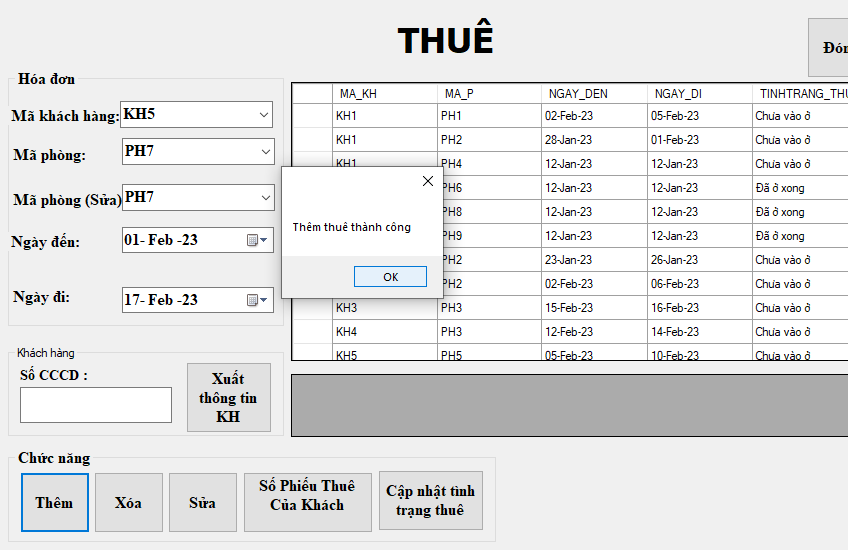 THUÊ
Đón
Hóa đơn
Mã khách hàng: KH5
Mã phòng: PH7
Mã phòng (Sửa) PH7
Ngày đến: 01- Feb -23
Ngày đi: 17- Feb -23
MA_KH MA_P NGAY_DEN NGAY_DI TINHTRANG_THU
KH1 PH1 02-Feb-23 05-Feb-23 Chưa vào ở
KH1 PH2 28-Jan-23 01-Feb-23 Chưa vào ở
KH1 PH4 12-Jan-23 12-Jan-23 Chưa vào ở
PH6 12-Jan-23 12-Jan-23 Đã ở xong
PH8 12-Jan-23 12-Jan-23 Đã ở xong
PH9 12-Jan-23 12-Jan-23 Đã ở xong
PH2 23-Jan-23 26-Jan-23 Chưa vào ở
PH2 02-Feb-23 06-Feb-23 Chưa vào ở
KH3 PH3 15-Feb-23 16-Feb-23 Chưa vào ở
KH4 PH3 12-Feb-23 14-Feb-23 Chưa vào ở
KH5 PH5 05-Feb-23 10-Feb-23 Chưa vào ở
Thêm thuê thành công
OK
Khách hàng
Số CCCD :
Xuất
thông tin
KH
Chức năng
Thêm
Xóa
Sửa
Số Phiếu Thuê
Của Khách
Cập nhật tình
trạng thuê